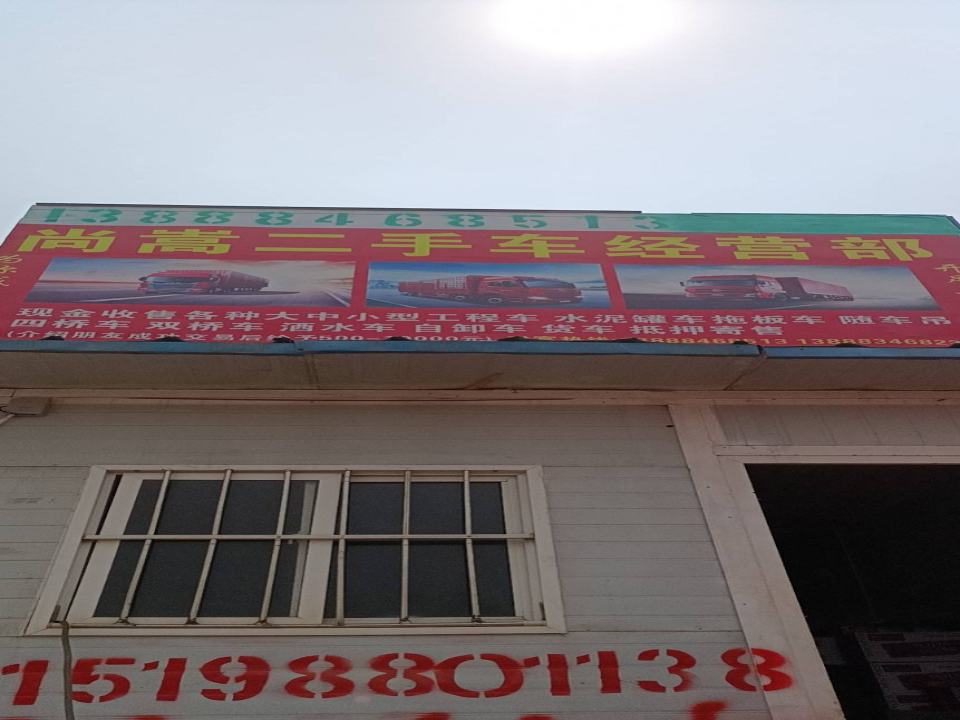 13888468513
尚嵩二手车经营部
现金收售各种大中小型工程车 水泥罐车拖板车 随车吊
四桥车 双桥车 洒水车 自卸车 货车 抵押寄售
15198801138